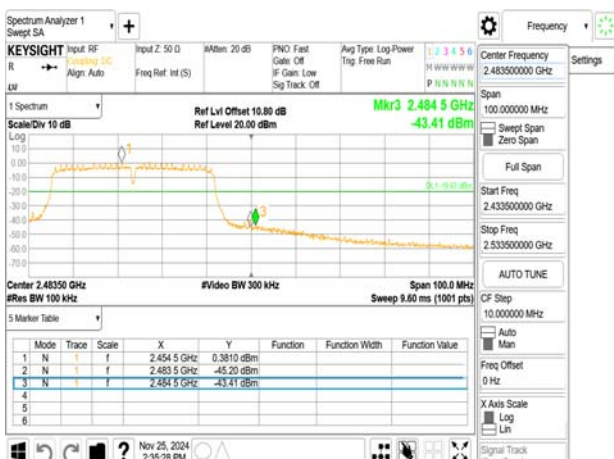 Spectrum Analyzer 1
Swept SA
Frequency
KEYSIGHT
Input: RF
Coupling: DC
Align: Auto
Input Z: 50 Ω
Freq Ref: Int (S)
#Atten: 20 dB
PNO: Fast
Gate: Off
IF Gain: Low
Sig Track: Off
Avg Type: Log-Power
Trig: Free Run
1 2 3 4 5 6
M W W W W W
P N N N N N
R
1 Spectrum
Scale/Div 10 dB
Ref Lvl Offset 10.80 dB
Ref Level 20.00 dBm
Mkr3 2.484 5 GHz
-43.41 dBm
Log
10.0
0.00
-10.0
-20.0
-30.0
-40.0
-50.0
-60.0
-70.0
1
3
Center 2.48350 GHz
#Res BW 100 kHz
#Video BW 300 kHz
Span 100.0 MHz
Sweep 9.60 ms (1001 pts)
5 Marker Table
Mode Trace Scale X Y Function Function Width Function Value
1 N 1 f 2.454 5 GHz 0.3810 dBm
2 N 1 f 2.483 5 GHz -45.20 dBm
3 N 1 f 2.484 5 GHz -43.41 dBm
4
5
6
?
Nov 25, 2024
2:35:28 PM
Settings
Center Frequency
2.483500000 GHz
Span
100.000000 MHz
Swept Span
Zero Span
Full Span
Start Freq
2.433500000 GHz
Stop Freq
2.533500000 GHz
AUTO TUNE
CF Step
10.000000 MHz
Auto
Man
Freq Offset
0 Hz
X Axis Scale
Log
Lin
Signal Track